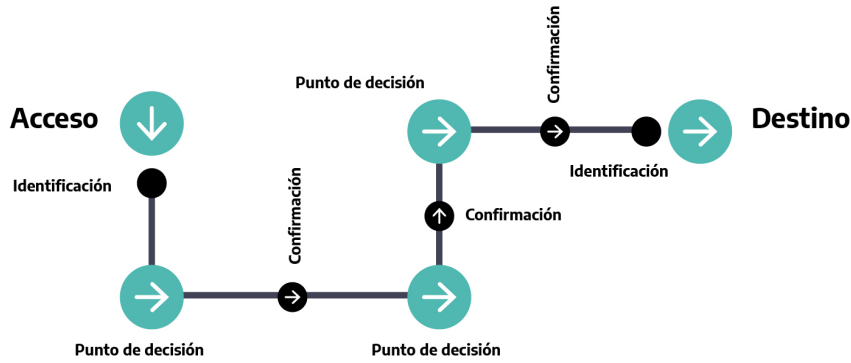 Acceso
Identificación
Punto de decisión
Confirmación
Punto de decisión
Confirmación
Punto de decisión
Confirmación
Identificación
Destino